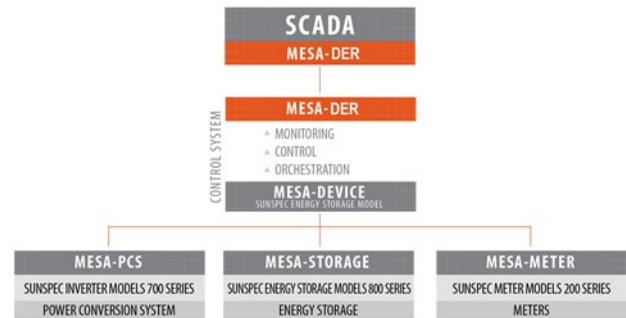 SCADA
MESA-DER
MESA-DER
CONTROL SYSTEM
MONITORING
CONTROL
ORCHESTRATION
MESA-DEVICE
SUNSPEC ENERGY STORAGE MODEL
MESA-PCS
SUNSPEC INVERTER MODELS 700 SERIES
POWER CONVERSION SYSTEM
MESA-STORAGE
SUNSPEC ENERGY STORAGE MODELS 800 SERIES
ENERGY STORAGE
MESA-METER
SUNSPEC METER MODELS 200 SERIES
METERS